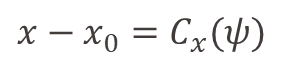 x − x₀ = Cₓ(ψ)